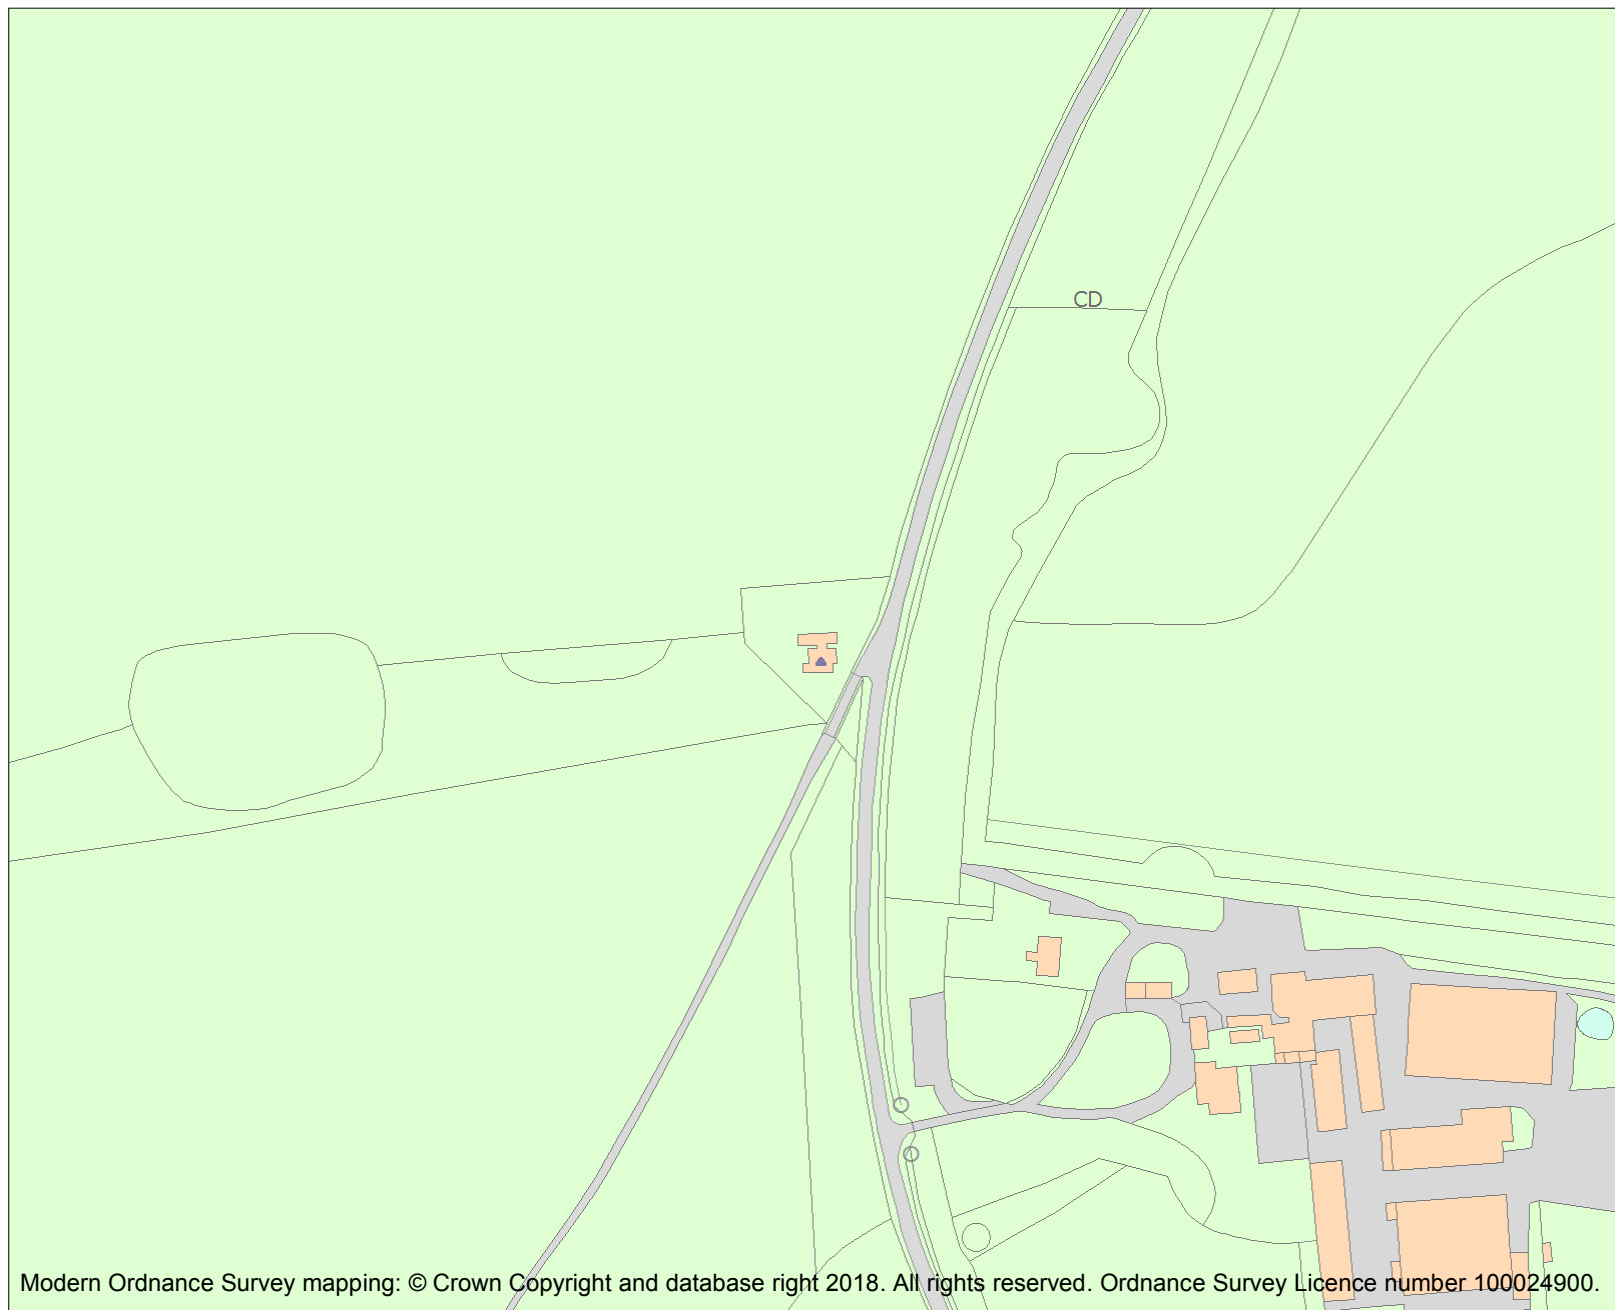 CD
Modern Ordnance Survey mapping: © Crown Copyright and database right 2018. All rights reserved. Ordnance Survey Licence number 100024900.